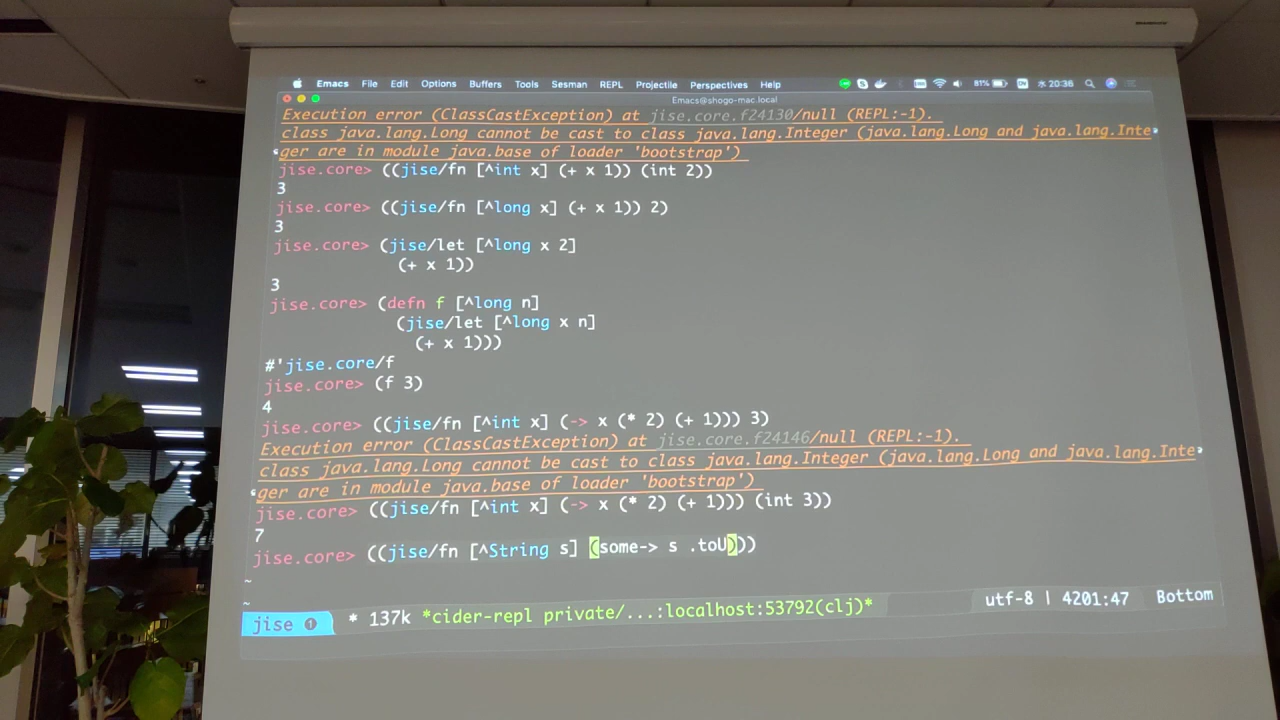 Emacs File Edit Options Buffers Tools Sesman REPL Projectile Perspectives Help 81% 水20:36
Emacs@shogo-mac.local
Execution error (ClassCastException) at jise.core.f24130/null (REPL:-1).
class java.lang.Long cannot be cast to class java.lang.Integer (java.lang.Long and java.lang.Inte
ger are in module java.base of loader 'bootstrap')
jise.core> ((jise/fn [^int x] (+ x 1)) (int 2))
3
jise.core> ((jise/fn [^long x] (+ x 1)) 2)
3
jise.core> (jise/let [^long x 2]
(+ x 1))
3
jise.core> (defn f [^long n]
(jise/let [^long x n]
(+ x 1)))
#'jise.core/f
jise.core> (f 3)
4
jise.core> ((jise/fn [^int x] (-> x (* 2) (+ 1))) 3)
Execution error (ClassCastException) at jise.core.f24146/null (REPL:-1).
class java.lang.Long cannot be cast to class java.lang.Integer (java.lang.Long and java.lang.Inte
ger are in module java.base of loader 'bootstrap')
jise.core> ((jise/fn [^int x] (-> x (* 2) (+ 1))) (int 3))
7
jise.core> ((jise/fn [^String s] (some-> s .toU)))
~
~
jise 1 * 137k *cider-repl private/...:localhost:53792(clj)* utf-8 | 4201:47 Bottom